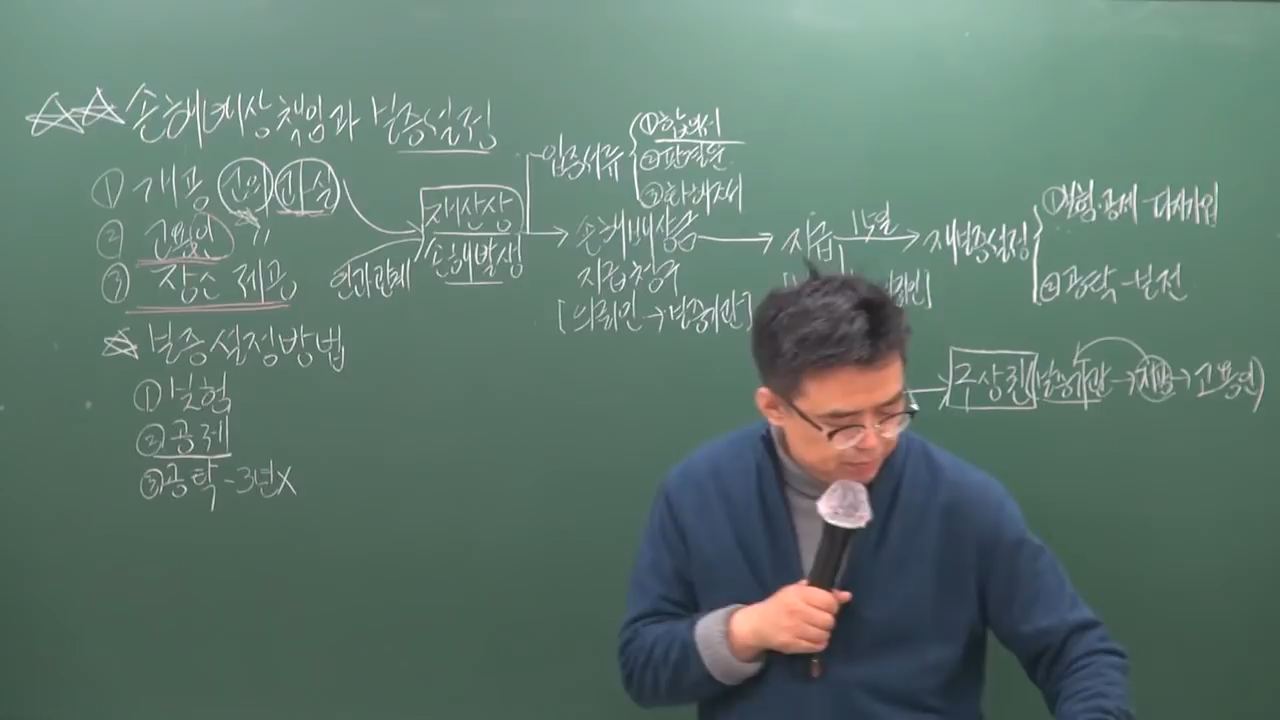 손해배상책임과 보증설정
① 개공 고의 과실
② 고용인 〃
③ 장소 제공
보증설정방법
① 보험
② 공제
③ 공탁 - 3년X
재산상
손해발생
인과관계
입증서류
① 합의서
② 판결문
③ 화해조서
손해배상금
지급청구
[의뢰인 → 보증기관]
지급
15일
재보증설정
① 보험·공제 - 다시가입
② 공탁 - 보전
구상권(보증기관 → 개공 → 고용인)